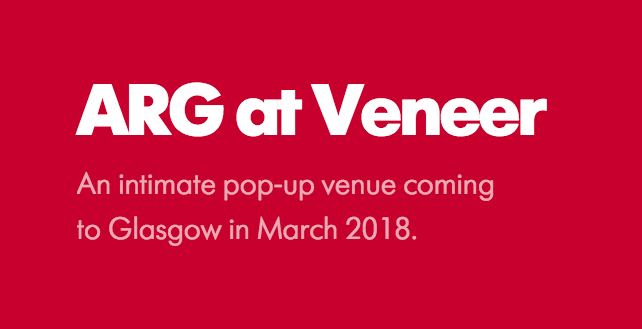 ARG at Veneer
An intimate pop-up venue coming
to Glasgow in March 2018.